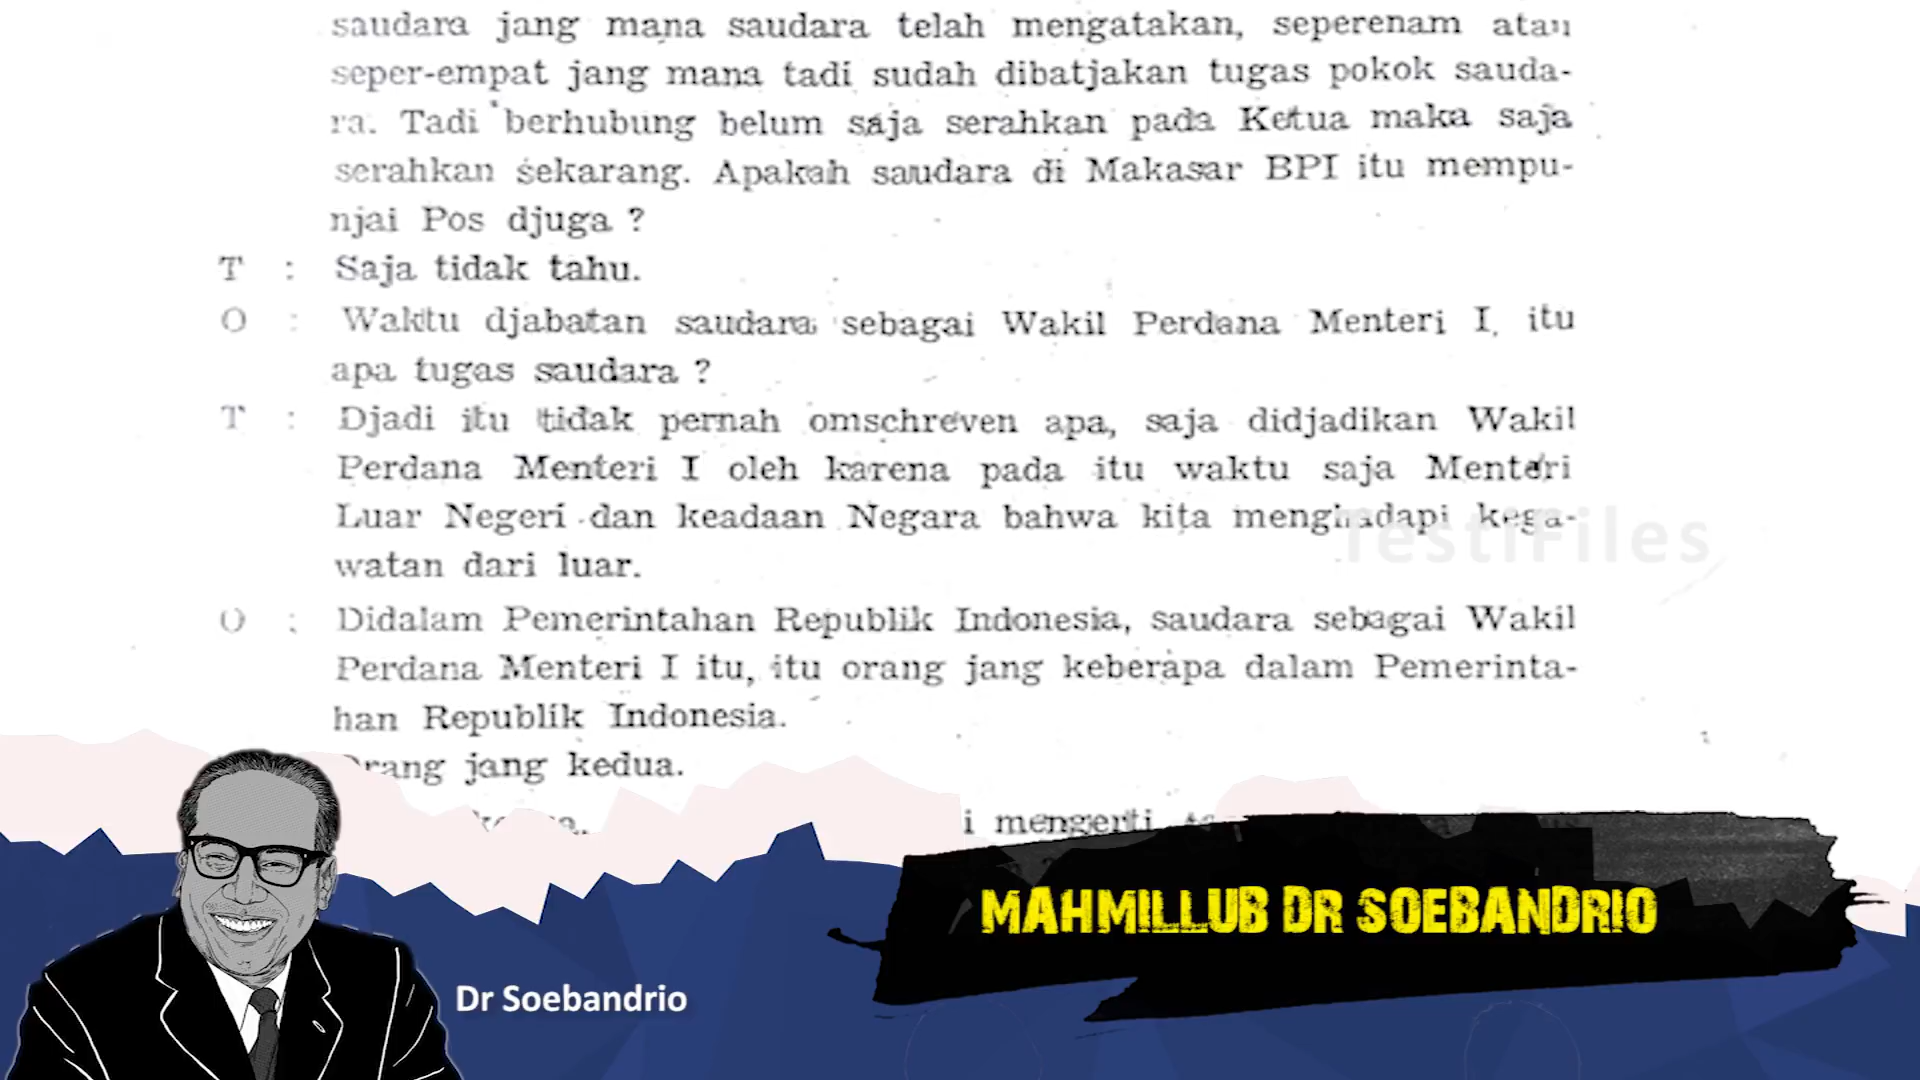 saudara jang mana saudara telah mengatakan, seperenam atau
seper-empat jang mana tadi sudah dibatjakan tugas pokok sauda-
ra. Tadi berhubung belum saja serahkan pada Ketua maka saja
serahkan sekarang. Apakah saudara di Makasar BPI itu mempu-
njai Pos djuga ?
T : Saja tidak tahu.
O : Waktu djabatan saudara sebagai Wakil Perdana Menteri I, itu
apa tugas saudara ?
T : Djadi itu tidak pernah omschreven apa, saja didjadikan Wakil
Perdana Menteri I oleh karena pada itu waktu saja Menteri
Luar Negeri dan keadaan Negara bahwa kita menghadapi kega-
watan dari luar.
TestiFiles
O : Didalam Pemerintahan Republik Indonesia, saudara sebagai Wakil
Perdana Menteri I itu, itu orang jang keberapa dalam Pemerinta-
han Republik Indonesia.
Orang jang kedua.
mengerti
MAHMILLUB DR SOEBANDRIO
Dr Soebandrio